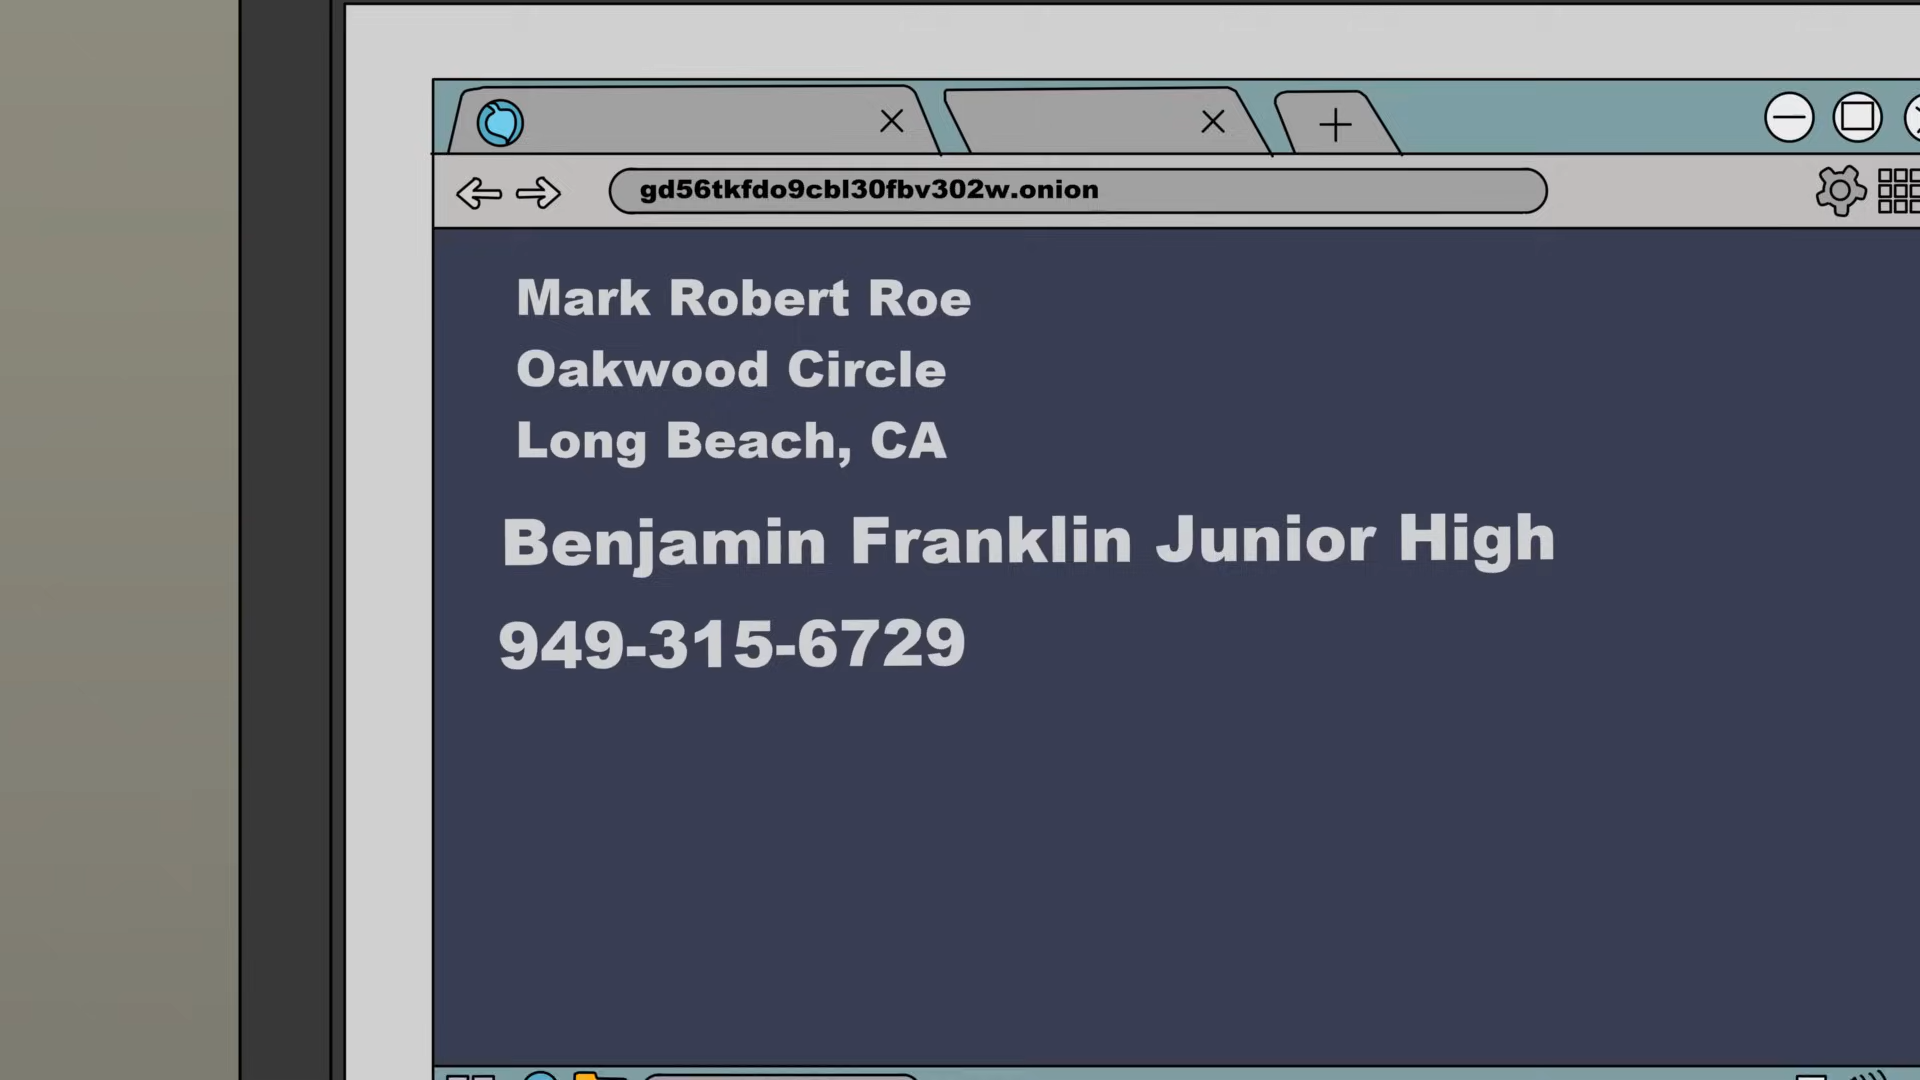 gd56tkfdo9cbl30fbv302w.onion
Mark Robert Roe
Oakwood Circle
Long Beach, CA
Benjamin Franklin Junior High
949-315-6729